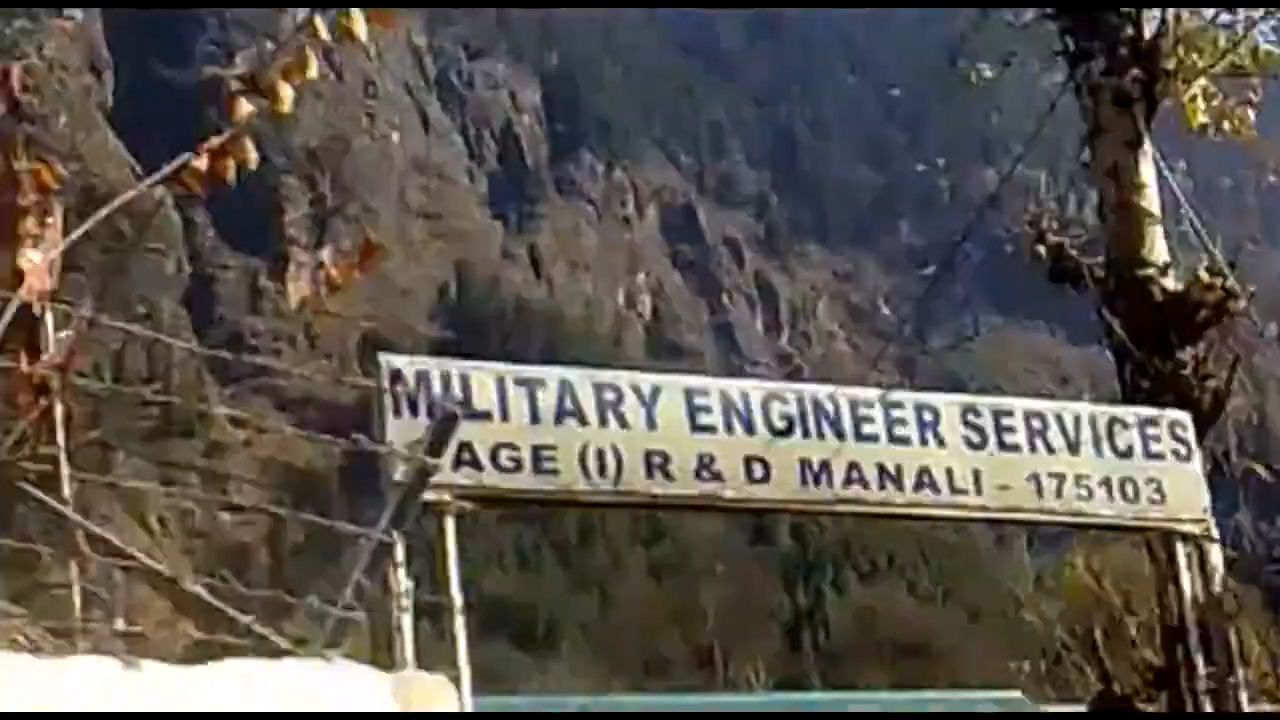 MILITARY ENGINEER SERVICES
AGE (I) R & D MANALI - 175103